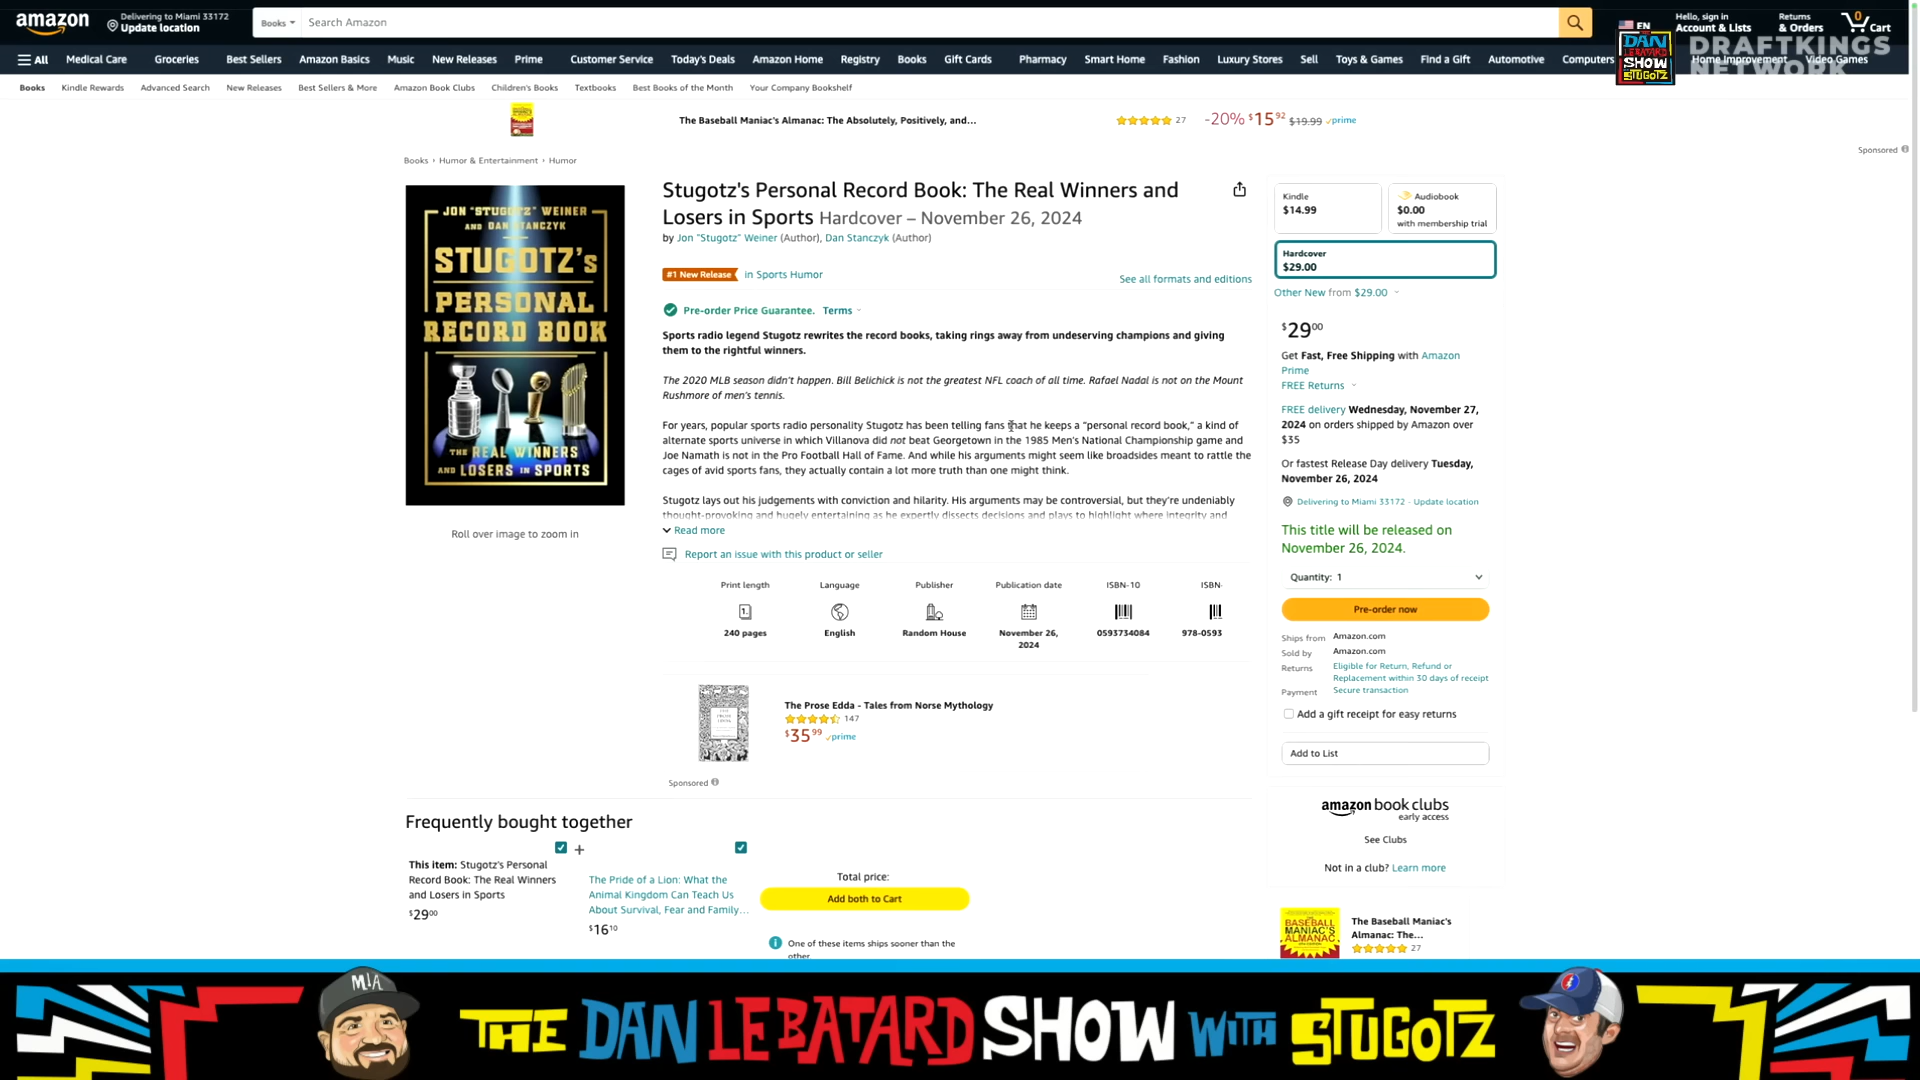 amazon
Delivering to Miami 33172
Update location
Books
Search Amazon
EN
Hello, sign in
Account & Lists
Returns
& Orders
0
Cart
DAN
LEBATARD
SHOW
STUGOTZ
DRAFTKINGS
NETWORK
All
Medical Care
Groceries
Best Sellers
Amazon Basics
Music
New Releases
Prime
Customer Service
Today's Deals
Amazon Home
Registry
Books
Gift Cards
Pharmacy
Smart Home
Fashion
Luxury Stores
Sell
Toys & Games
Find a Gift
Automotive
Computers
Home Improvement
Video Games
Books
Kindle Rewards
Advanced Search
New Releases
Best Sellers & More
Amazon Book Clubs
Children's Books
Textbooks
Best Books of the Month
Your Company Bookshelf
The Baseball Maniac's Almanac: The Absolutely, Positively, and...
27
-20% $15 92 $19.99 prime
Sponsored
Books › Humor & Entertainment › Humor
JON "STUGOTZ" WEINER
AND DAN STANCZYK
STUGOTZ's
PERSONAL
RECORD BOOK
THE REAL WINNERS
AND LOSERS IN SPORTS
Roll over image to zoom in
Stugotz's Personal Record Book: The Real Winners and
Losers in Sports Hardcover – November 26, 2024
by Jon "Stugotz" Weiner (Author), Dan Stanczyk (Author)
#1 New Release in Sports Humor
See all formats and editions
Pre-order Price Guarantee. Terms
Sports radio legend Stugotz rewrites the record books, taking rings away from undeserving champions and giving
them to the rightful winners.
The 2020 MLB season didn't happen. Bill Belichick is not the greatest NFL coach of all time. Rafael Nadal is not on the Mount
Rushmore of men's tennis.
For years, popular sports radio personality Stugotz has been telling fans that he keeps a “personal record book,” a kind of
alternate sports universe in which Villanova did not beat Georgetown in the 1985 Men's National Championship game and
Joe Namath is not in the Pro Football Hall of Fame. And while his arguments might seem like broadsides meant to rattle the
cages of avid sports fans, they actually contain a lot more truth than one might think.
Stugotz lays out his judgements with conviction and hilarity. His arguments may be controversial, but they're undeniably
thought-provoking and hugely entertaining as he expertly dissects decisions and plays to highlight where integrity and
Read more
Report an issue with this product or seller
Print length
Language
Publisher
Publication date
ISBN-10
ISBN-
240 pages
English
Random House
November 26,
2024
0593734084
978-0593
The Prose Edda - Tales from Norse Mythology
147
$35 99 prime
Sponsored
Kindle
$14.99
Audiobook
$0.00
with membership trial
Hardcover
$29.00
Other New from $29.00
$29 00
Get Fast, Free Shipping with Amazon
Prime
FREE Returns
FREE delivery Wednesday, November 27,
2024 on orders shipped by Amazon over
$35
Or fastest Release Day delivery Tuesday,
November 26, 2024
Delivering to Miami 33172 - Update location
This title will be released on
November 26, 2024.
Quantity: 1
Pre-order now
Ships from Amazon.com
Sold by Amazon.com
Returns Eligible for Return, Refund or
Replacement within 30 days of receipt
Payment Secure transaction
Add a gift receipt for easy returns
Add to List
amazon book clubs
early access
See Clubs
Not in a club? Learn more
BASEBALL
MANIAC'S
ALMANAC
The Baseball Maniac's
Almanac: The...
27
Frequently bought together
This item: Stugotz's Personal
Record Book: The Real Winners
and Losers in Sports
$29 00
+
The Pride of a Lion: What the
Animal Kingdom Can Teach Us
About Survival, Fear and Family...
$16 10
Total price:
Add both to Cart
One of these items ships sooner than the
other.
MIA
THE DAN LEBATARD SHOW WITH STUGOTZ